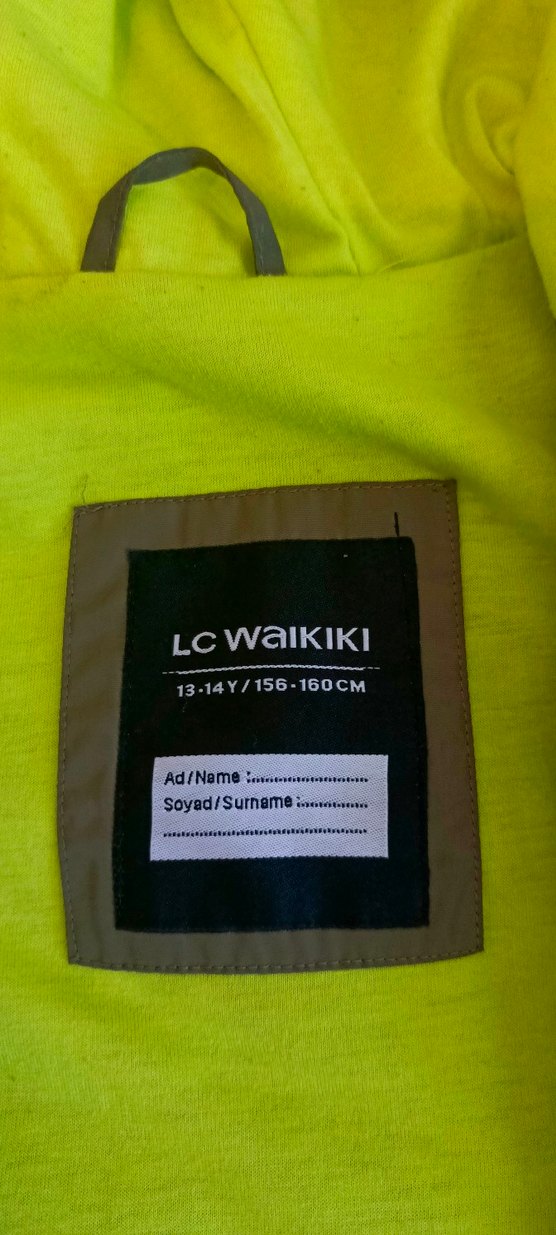 LC WAIKIKI
13-14Y/156-160CM
Ad/Name :....................
Soyad/Surname :............
..................................